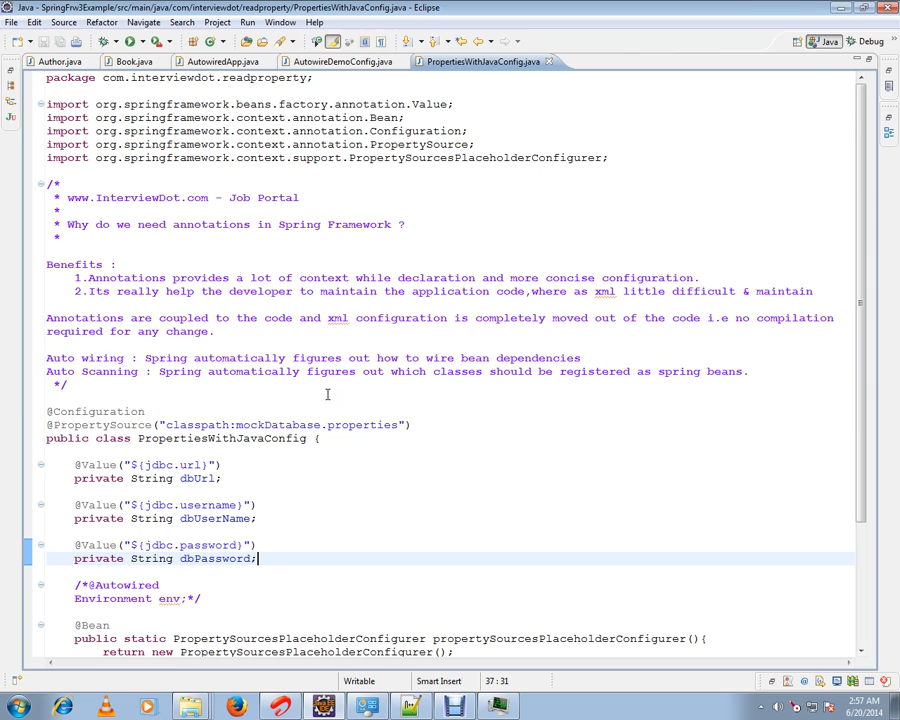 Java - SpringFrw3Example/src/main/java/com/interviewdot/readproperty/PropertiesWithJavaConfig.java - Eclipse
File Edit Source Refactor Navigate Search Project Run Window Help
Java Debug
Author.java Book.java AutowiredApp.java AutowireDemoConfig.java PropertiesWithJavaConfig.java
package com.interviewdot.readproperty;
import org.springframework.beans.factory.annotation.Value;
import org.springframework.context.annotation.Bean;
import org.springframework.context.annotation.Configuration;
import org.springframework.context.annotation.PropertySource;
import org.springframework.context.support.PropertySourcesPlaceholderConfigurer;
/*
* www.InterviewDot.com - Job Portal
*
* Why do we need annotations in Spring Framework ?
*
Benefits :
1.Annotations provides a lot of context while declaration and more concise configuration.
2.Its really help the developer to maintain the application code,where as xml little difficult & maintain
Annotations are coupled to the code and xml configuration is completely moved out of the code i.e no compilation
required for any change.
Auto wiring : Spring automatically figures out how to wire bean dependencies
Auto Scanning : Spring automatically figures out which classes should be registered as spring beans.
*/
@Configuration
@PropertySource("classpath:mockDatabase.properties")
public class PropertiesWithJavaConfig {
@Value("${jdbc.url}")
private String dbUrl;
@Value("${jdbc.username}")
private String dbUserName;
@Value("${jdbc.password}")
private String dbPassword;
/*@Autowired
Environment env;*/
@Bean
public static PropertySourcesPlaceholderConfigurer propertySourcesPlaceholderConfigurer(){
return new PropertySourcesPlaceholderConfigurer();
Writable Smart Insert 37 : 31
2:57 AM
6/20/2014